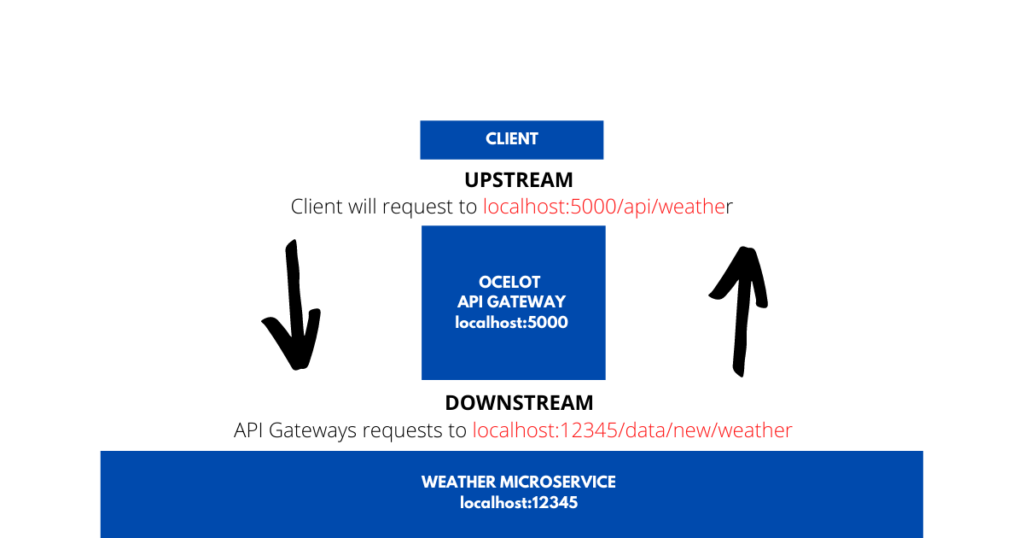 CLIENT
UPSTREAM
Client will request to localhost:5000/api/weather
OCELOT
API GATEWAY
localhost:5000
DOWNSTREAM
API Gateways requests to localhost:12345/data/new/weather
WEATHER MICROSERVICE
localhost:12345